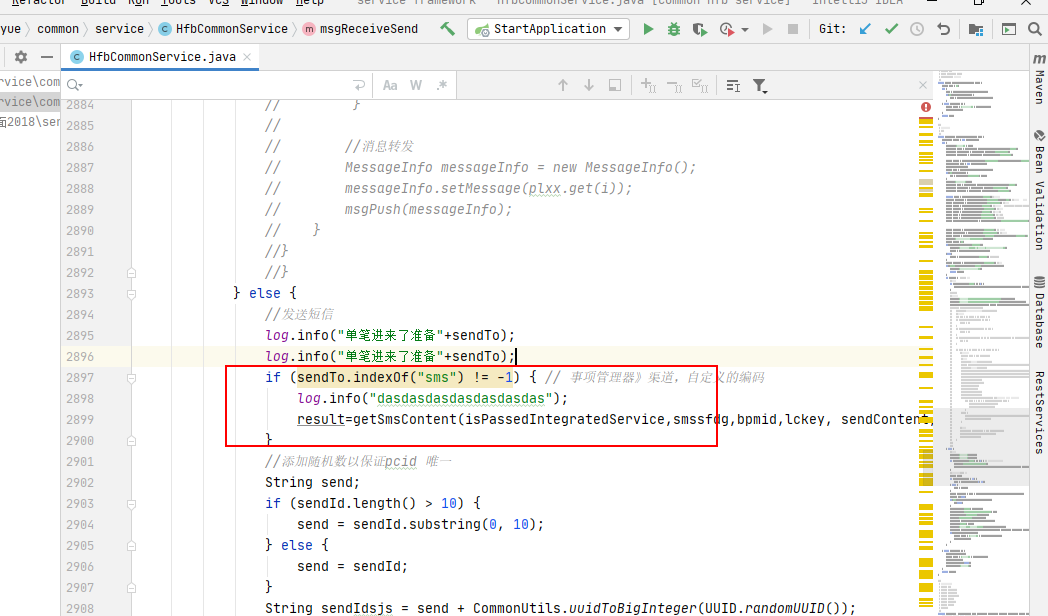 Refactor Build Run Tools VCS Window Help service framework - HfbCommonService.java [common hfb service] - IntelliJ IDEA
yue common service HfbCommonService msgReceiveSend StartApplication Git:
HfbCommonService.java
rvice\com
rvice\com
面2018\ser
Aa W .*
2884 // }
2885 //
2886 // //消息转发
2887 // MessageInfo messageInfo = new MessageInfo();
2888 // messageInfo.setMessage(plxx.get(i));
2889 // msgPush(messageInfo);
2890 // }
2891 //}
2892 //}
2893 } else {
2894 //发送短信
2895 log.info("单笔进来了准备"+sendTo);
2896 log.info("单笔进来了准备"+sendTo);
2897 if (sendTo.indexOf("sms") != -1) { // 事项管理器》渠道，自定义的编码
2898 log.info("dasdasdasdasdasdasdas");
2899 result=getSmsContent(isPassedIntegratedService,smssfdg,bpmid,lckey, sendContent,
2900 }
2901 //添加随机数以保证pcid 唯一
2902 String send;
2903 if (sendId.length() > 10) {
2904 send = sendId.substring(0, 10);
2905 } else {
2906 send = sendId;
2907 }
2908 String sendIdsjs = send + CommonUtils.uuidToBigInteger(UUID.randomUUID());
Maven
Bean Validation
Database
RestServices